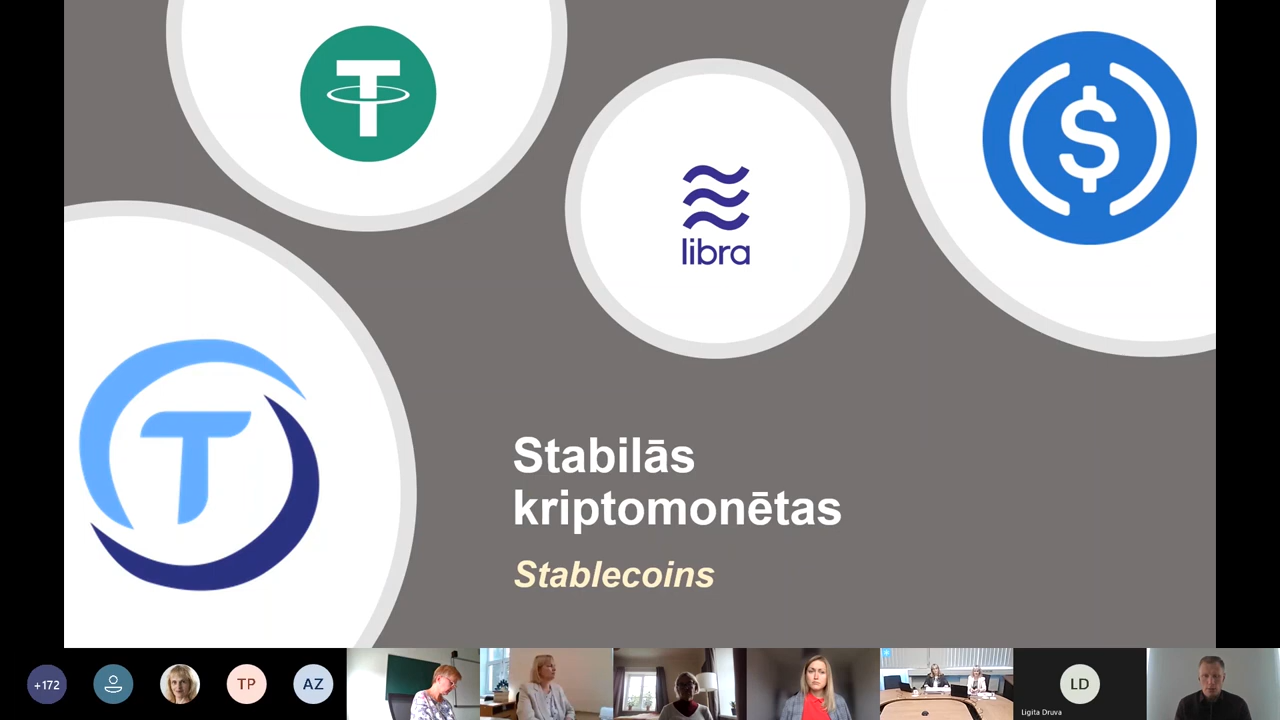 libra
Stabilās
kriptomonētas
Stablecoins
+172
TP
AZ
LD
Ligita Druva